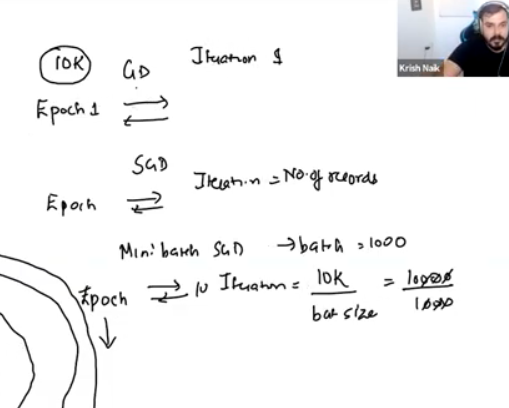 10K GD Iteration 1
Krish Naik
Epoch 1
SGD
Iteration = No. of records
Epoch
Mini batch SGD → batch = 1000
Epoch 10 Iteration = 10K / bat size = 10000 / 1000